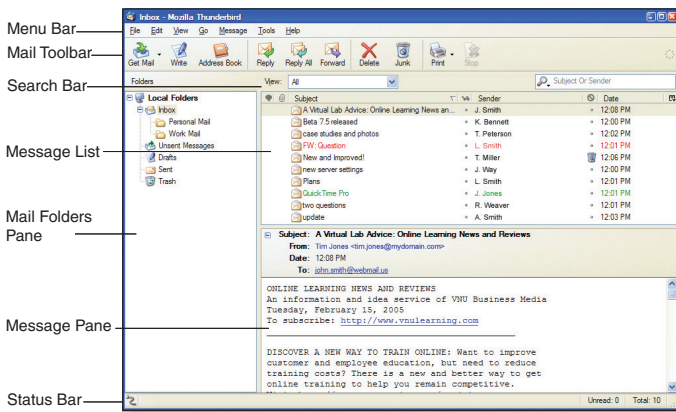 Inbox - Mozilla Thunderbird
Menu Bar
File Edit View Go Message Tools Help
Mail Toolbar
Get Mail Write Address Book Reply Reply All Forward Delete Junk Print Stop
Search Bar
Folders
View: All
Subject Or Sender
Local Folders
Inbox
Personal Mail
Work Mail
Unsent Messages
Drafts
Sent
Trash
Message List
Mail Folders
Pane
Subject Sender Date
A Virtual Lab Advice: Online Learning News an... J. Smith 12:08 PM
Beta 7.5 released K. Bennett 12:00 PM
case studies and photos T. Peterson 12:02 PM
FW: Question L. Smith 12:01 PM
New and Improved! T. Miller 12:06 PM
new server settings J. Way 12:00 PM
Plans L. Smith 12:01 PM
QuickTime Pro J. Jones 12:01 PM
two questions R. Weaver 12:01 PM
update A. Smith 12:03 PM
Subject: A Virtual Lab Advice: Online Learning News and Reviews
From: Tim Jones <tim.jones@mydomain.com>
Date: 12:08 PM
To: john.smith@webmail.us
Message Pane
ONLINE LEARNING NEWS AND REVIEWS
An information and idea service of VNU Business Media
Tuesday, February 15, 2005
To subscribe: http://www.vnulearning.com
DISCOVER A NEW WAY TO TRAIN ONLINE: Want to improve
customer and employee education, but need to reduce
training costs? There is a new and better way to get
online training to help you remain competitive.
Status Bar
Unread: 0 Total: 10